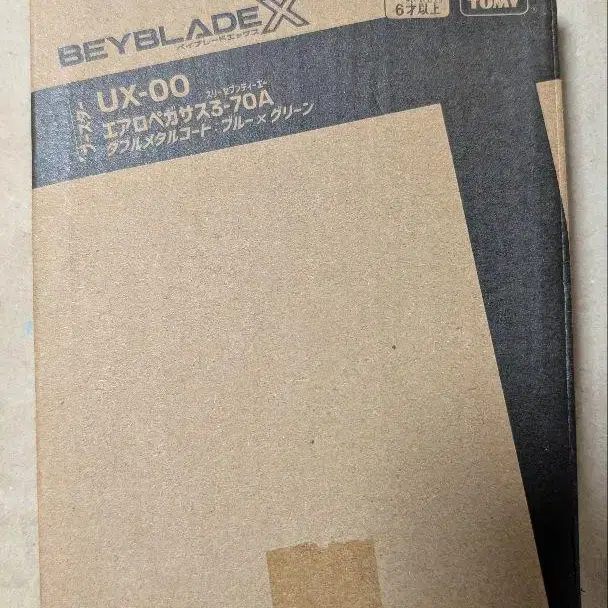 BEYBLADE X
ベイブレードエックス
6才以上
TOMY
ブースター
UX-00
スリーセブンティーエー
エアロペガサス3-70A
ダブルメタルコート ブルー×グリーン